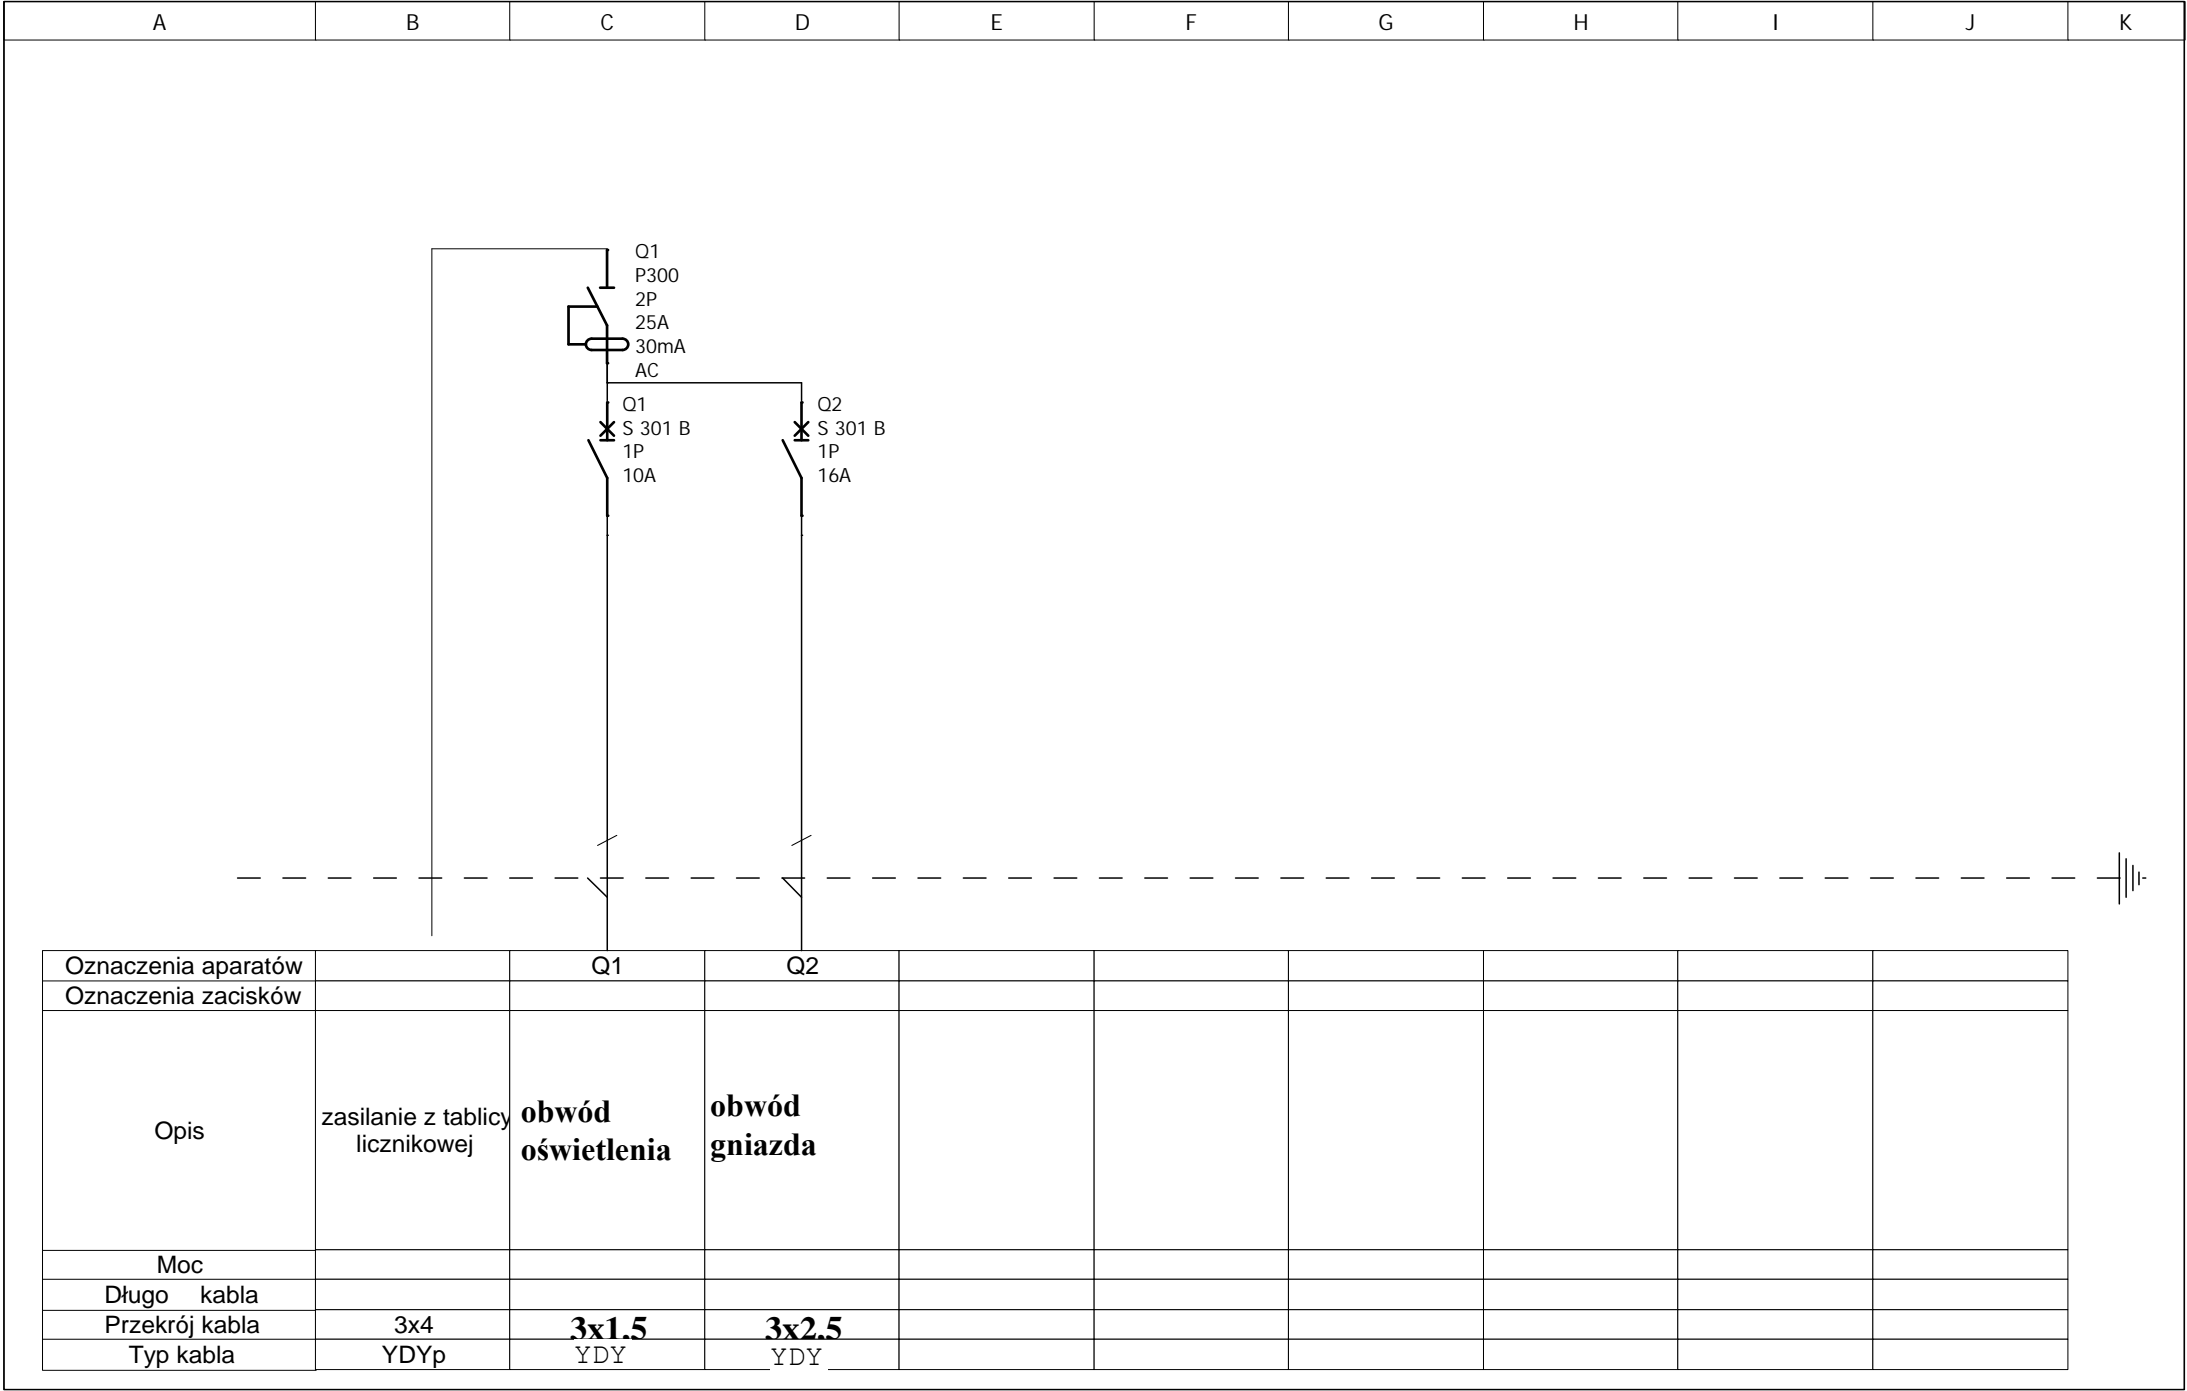 A B C D E F G H I J K
Q1
P300
2P
25A
30mA
AC
Q1
S 301 B
1P
10A
Q2
S 301 B
1P
16A
Oznaczenia aparatów Q1 Q2
Oznaczenia zacisków
Opis
zasilanie z tablicy
licznikowej
obwód
oświetlenia
obwód
gniazda
Moc
Długo kabla
Przekrój kabla 3x4 3x1,5 3x2,5
Typ kabla YDYp YDY YDY